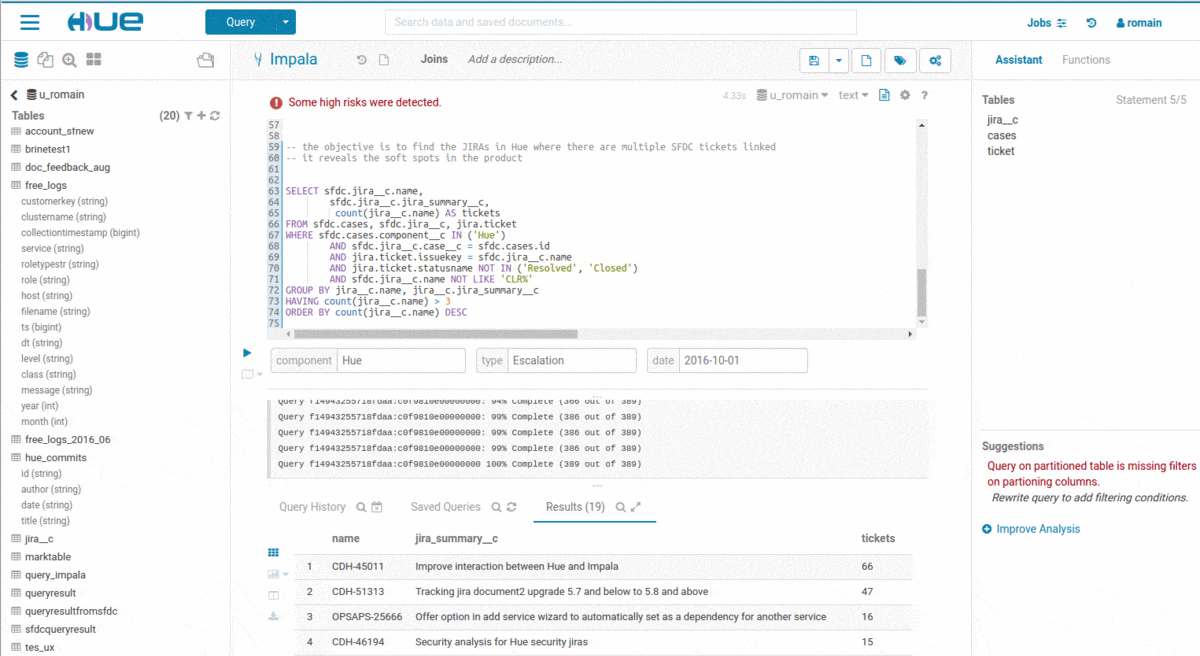 HUE
Query
Search data and saved documents...
Jobs
romain
Impala
Joins
Add a description...
Assistant
Functions
u_romain
Tables
(20)
account_sfnew
brinetest1
doc_feedback_aug
free_logs
customerkey (string)
clustername (string)
collectiontimestamp (bigint)
service (string)
roletypestr (string)
role (string)
host (string)
filename (string)
ts (bigint)
dt (string)
level (string)
class (string)
message (string)
year (int)
month (int)
free_logs_2016_06
hue_commits
id (string)
author (string)
date (string)
title (string)
jira__c
marktable
query_impala
queryresult
queryresultfromsfdc
sfdcqueryresult
tes_ux
Some high risks were detected.
4.33s
u_romain
text
?
57
58
59 -- the objective is to find the JIRAs in Hue where there are multiple SFDC tickets linked
60 -- it reveals the soft spots in the product
61
62
63 SELECT sfdc.jira__c.name,
64 sfdc.jira__c.jira_summary__c,
65 count(jira__c.name) AS tickets
66 FROM sfdc.cases, sfdc.jira__c, jira.ticket
67 WHERE sfdc.cases.component__c IN ('Hue')
68 AND sfdc.jira__c.case__c = sfdc.cases.id
69 AND jira.ticket.issuekey = sfdc.jira__c.name
70 AND jira.ticket.statusname NOT IN ('Resolved', 'Closed')
71 AND sfdc.jira__c.name NOT LIKE 'CLR%'
72 GROUP BY jira__c.name, jira__c.jira_summary__c
73 HAVING count(jira__c.name) > 3
74 ORDER BY count(jira__c.name) DESC
75
component Hue
type Escalation
date 2016-10-01
Query f14943255718fdaa:c0f9810e00000000: 94% Complete (366 out of 389)
Query f14943255718fdaa:c0f9810e00000000: 99% Complete (386 out of 389)
Query f14943255718fdaa:c0f9810e00000000: 99% Complete (386 out of 389)
Query f14943255718fdaa:c0f9810e00000000: 99% Complete (386 out of 389)
Query f14943255718fdaa:c0f9810e00000000 100% Complete (389 out of 389)
Query History
Saved Queries
Results (19)
name jira_summary__c tickets
1 CDH-45011 Improve interaction between Hue and Impala 66
2 CDH-51313 Tracking jira document2 upgrade 5.7 and below to 5.8 and above 47
3 OPSAPS-25666 Offer option in add service wizard to automatically set as a dependency for another service 16
4 CDH-46194 Security analysis for Hue security jiras 15
Tables
Statement 5/5
jira__c
cases
ticket
Suggestions
Query on partitioned table is missing filters
on partioning columns.
Rewrite query to add filtering conditions.
Improve Analysis